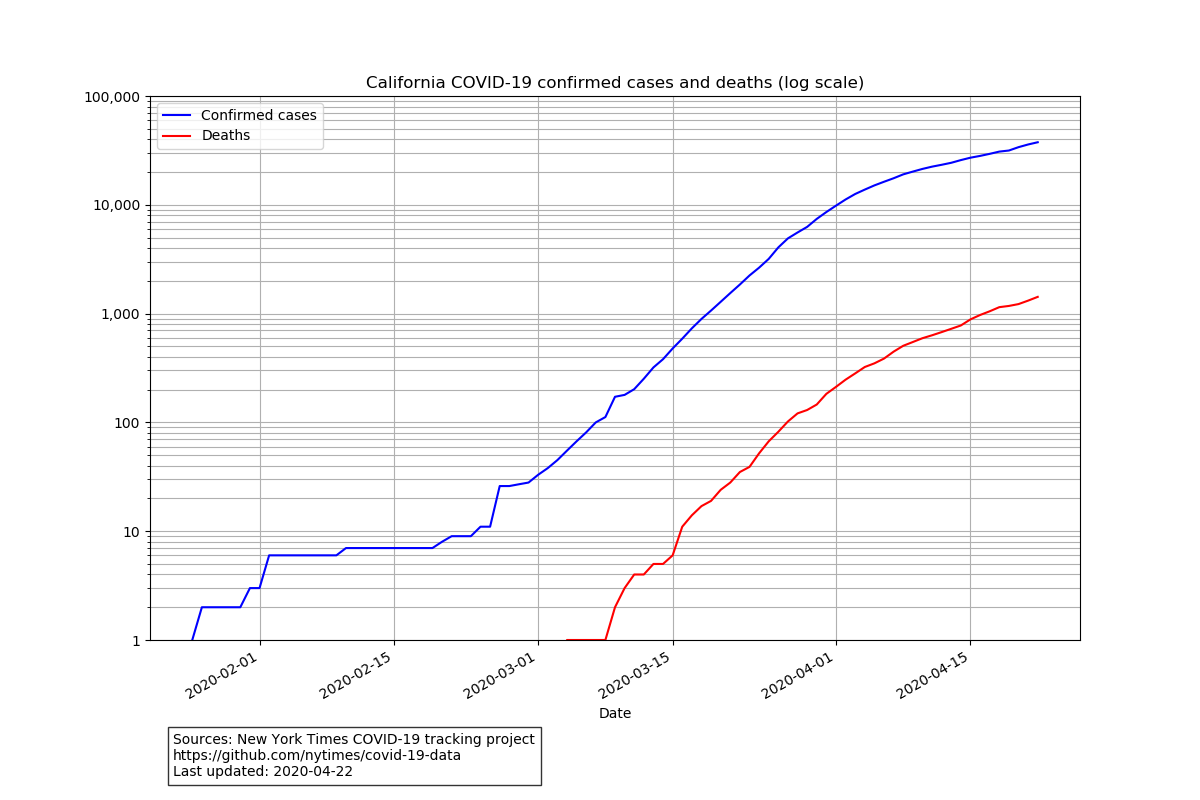 California COVID-19 confirmed cases and deaths (log scale)
100,000
10,000
1,000
100
10
1
Confirmed cases
Deaths
2020-02-01
2020-02-15
2020-03-01
2020-03-15
2020-04-01
2020-04-15
Date
Sources: New York Times COVID-19 tracking project
https://github.com/nytimes/covid-19-data
Last updated: 2020-04-22